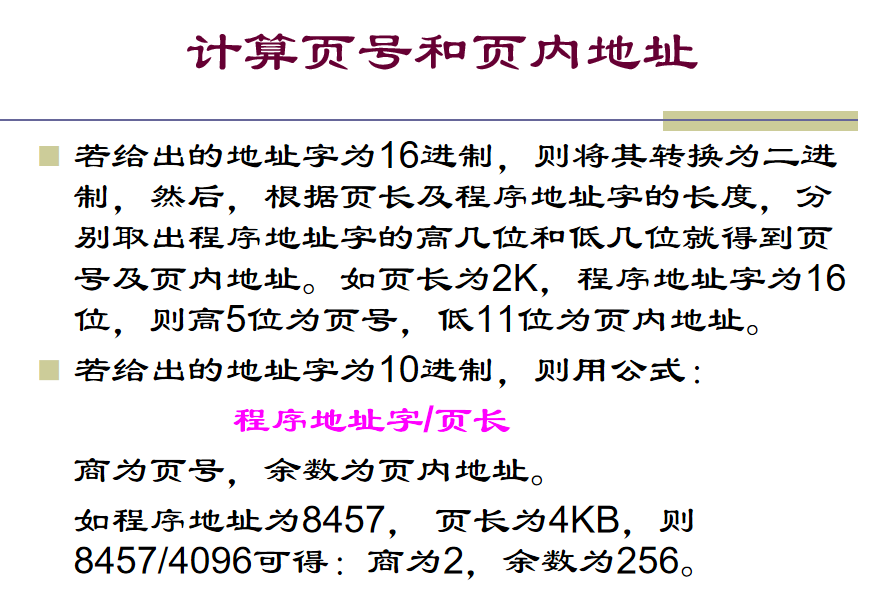 计算页号和页内地址
若给出的地址字为16进制，则将其转换为二进
制，然后，根据页长及程序地址字的长度，分
别取出程序地址字的高几位和低几位就得到页
号及页内地址。如页长为2K，程序地址字为16
位，则高5位为页号，低11位为页内地址。
若给出的地址字为10进制，则用公式：
程序地址字/页长
商为页号，余数为页内地址。
如程序地址为8457， 页长为4KB，则
8457/4096可得：商为2，余数为256。